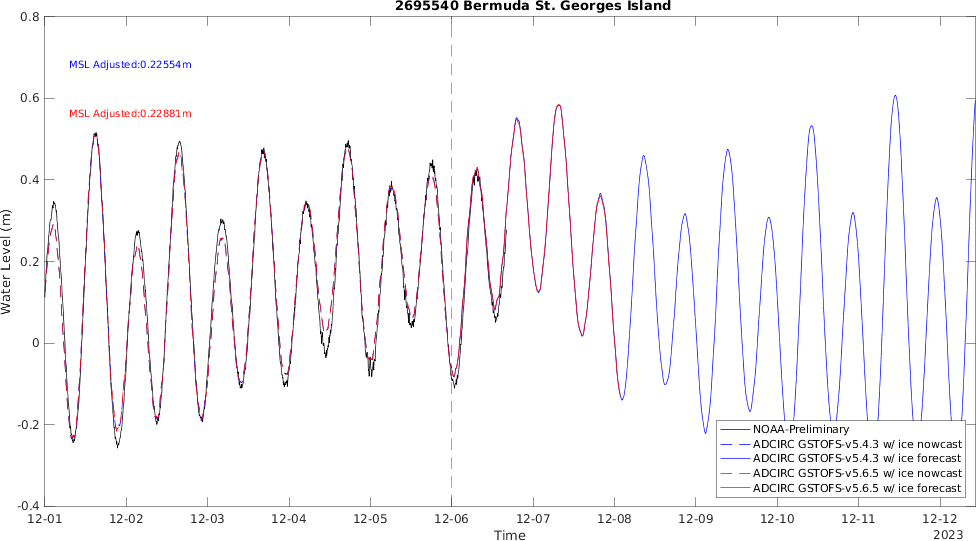 2695540 Bermuda St. Georges Island
0.8
0.6
0.4
0.2
0
-0.2
-0.4
Water Level (m)
MSL Adjusted:0.22554m
MSL Adjusted:0.22881m
NOAA-Preliminary
ADCIRC GSTOFS-v5.4.3 w/ ice nowcast
ADCIRC GSTOFS-v5.4.3 w/ ice forecast
ADCIRC GSTOFS-v5.6.5 w/ ice nowcast
ADCIRC GSTOFS-v5.6.5 w/ ice forecast
12-01 12-02 12-03 12-04 12-05 12-06 12-07 12-08 12-09 12-10 12-11 12-12
Time
2023